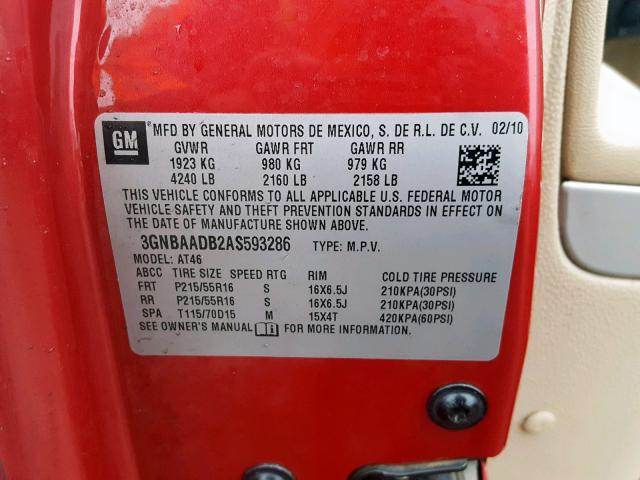 GM ® MFD BY GENERAL MOTORS DE MEXICO, S. DE R.L. DE C.V. 02/10
GVWR GAWR FRT GAWR RR
1923 KG 980 KG 979 KG
4240 LB 2160 LB 2158 LB
THIS VEHICLE CONFORMS TO ALL APPLICABLE U.S. FEDERAL MOTOR
VEHICLE SAFETY AND THEFT PREVENTION STANDARDS IN EFFECT ON
THE DATE OF MANUFACTURE SHOWN ABOVE.
3GNBAADB2AS593286 TYPE: M.P.V.
MODEL: AT46
ABCC TIRE SIZE SPEED RTG RIM COLD TIRE PRESSURE
FRT P215/55R16 S 16X6.5J 210KPA(30PSI)
RR P215/55R16 S 16X6.5J 210KPA(30PSI)
SPA T115/70D15 M 15X4T 420KPA(60PSI)
SEE OWNER'S MANUAL FOR MORE INFORMATION.